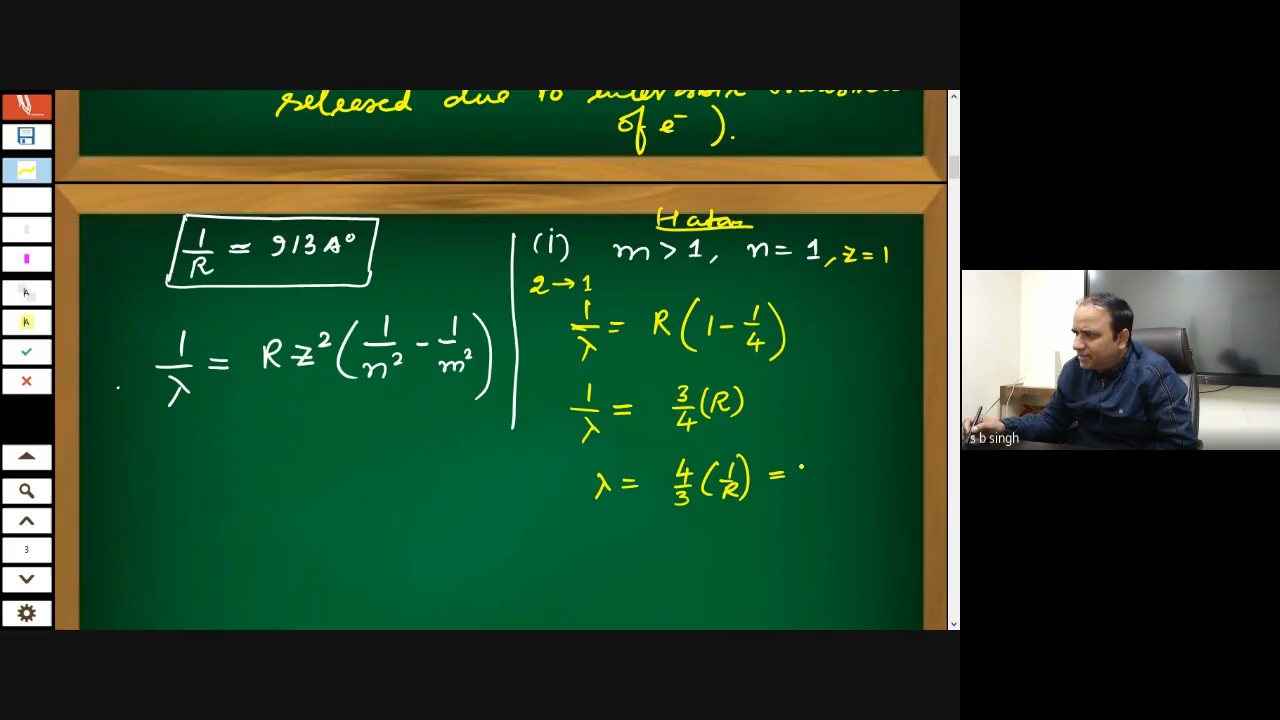 released due to
of e⁻ ).
1/R ≃ 913 A°
1/λ = R z² ( 1/n² - 1/m² )
H atom
(i) m > 1, n = 1, z = 1
2 → 1
1/λ = R ( 1 - 1/4 )
1/λ = 3/4 (R)
λ = 4/3 ( 1/R ) =
3
s b singh